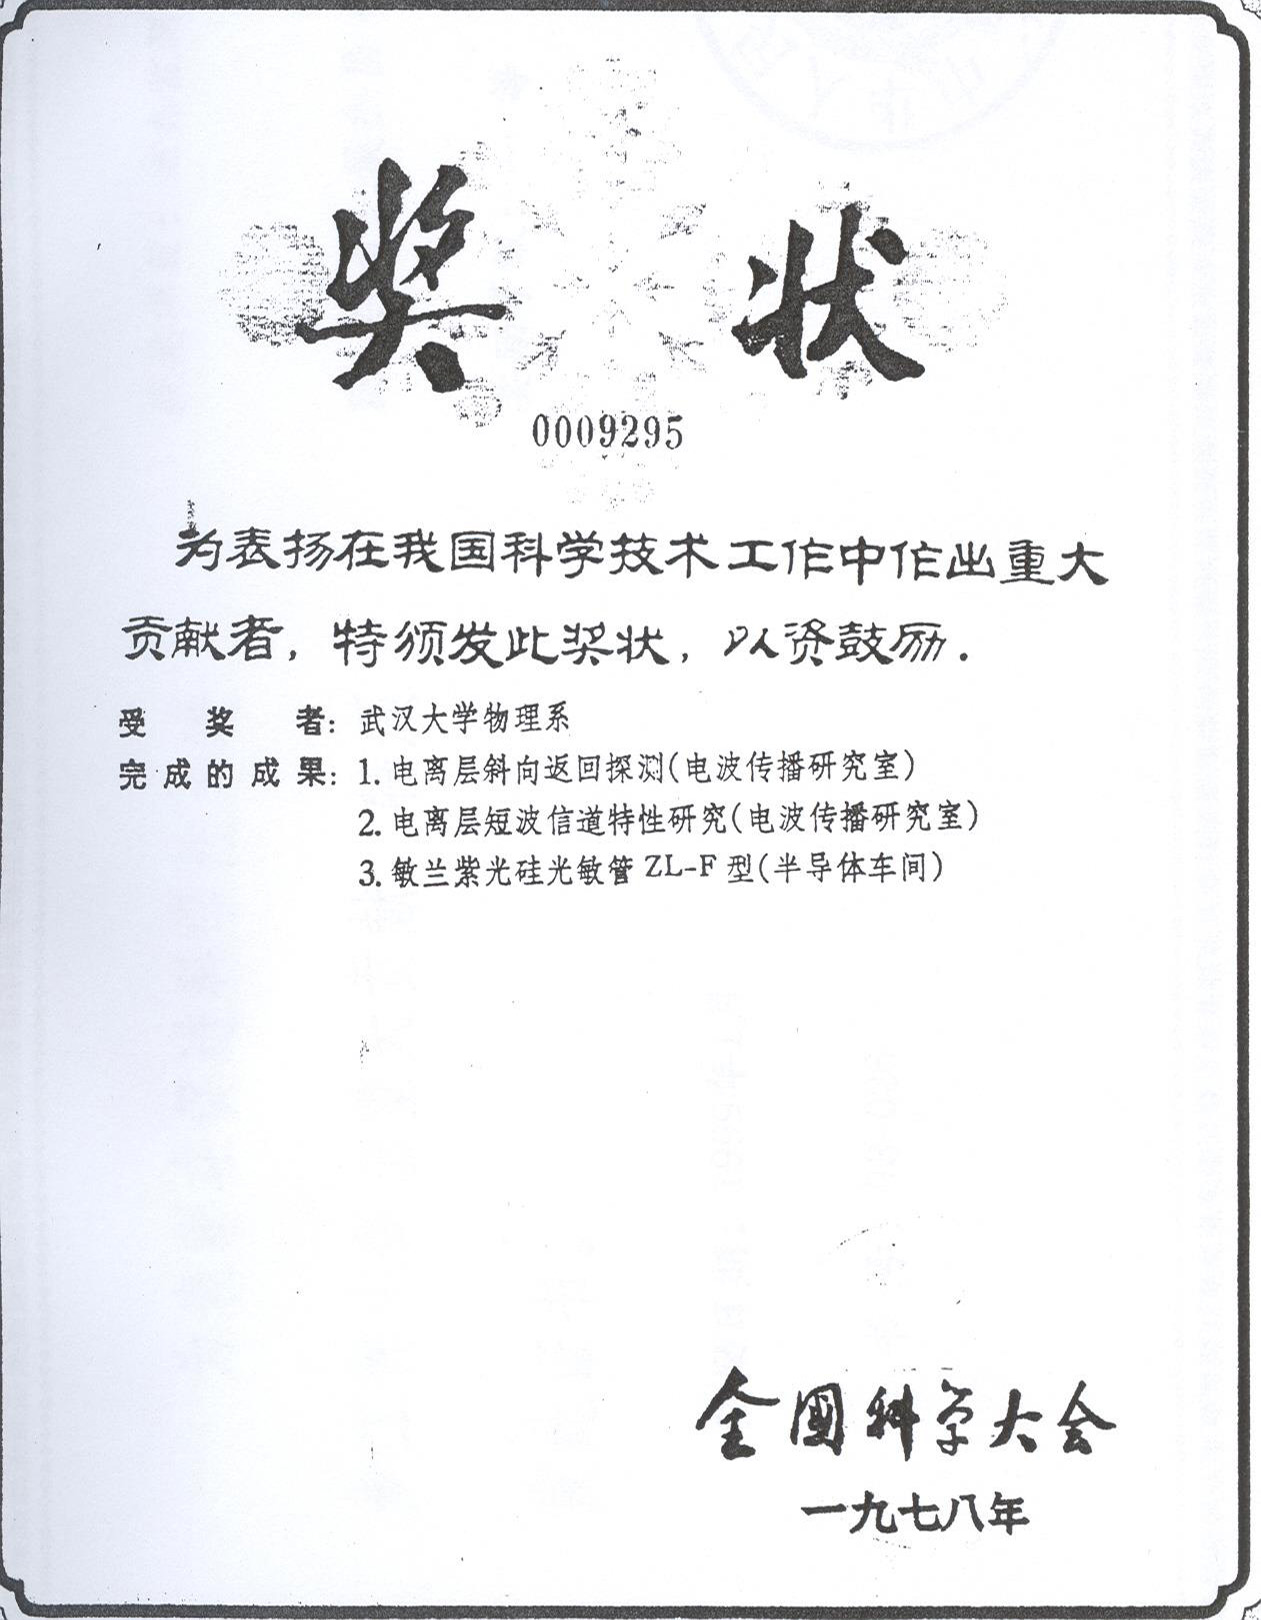 奖状
0009295
为表扬在我国科学技术工作中作出重大
贡献者，特颁发此奖状，以资鼓励.
受奖者：武汉大学物理系
完成的成果：1.电离层斜向返回探测(电波传播研究室)
2.电离层短波信道特性研究(电波传播研究室)
3.敏兰紫光硅光敏管 ZL-F 型(半导体车间)
全國科学大会
一九七八年